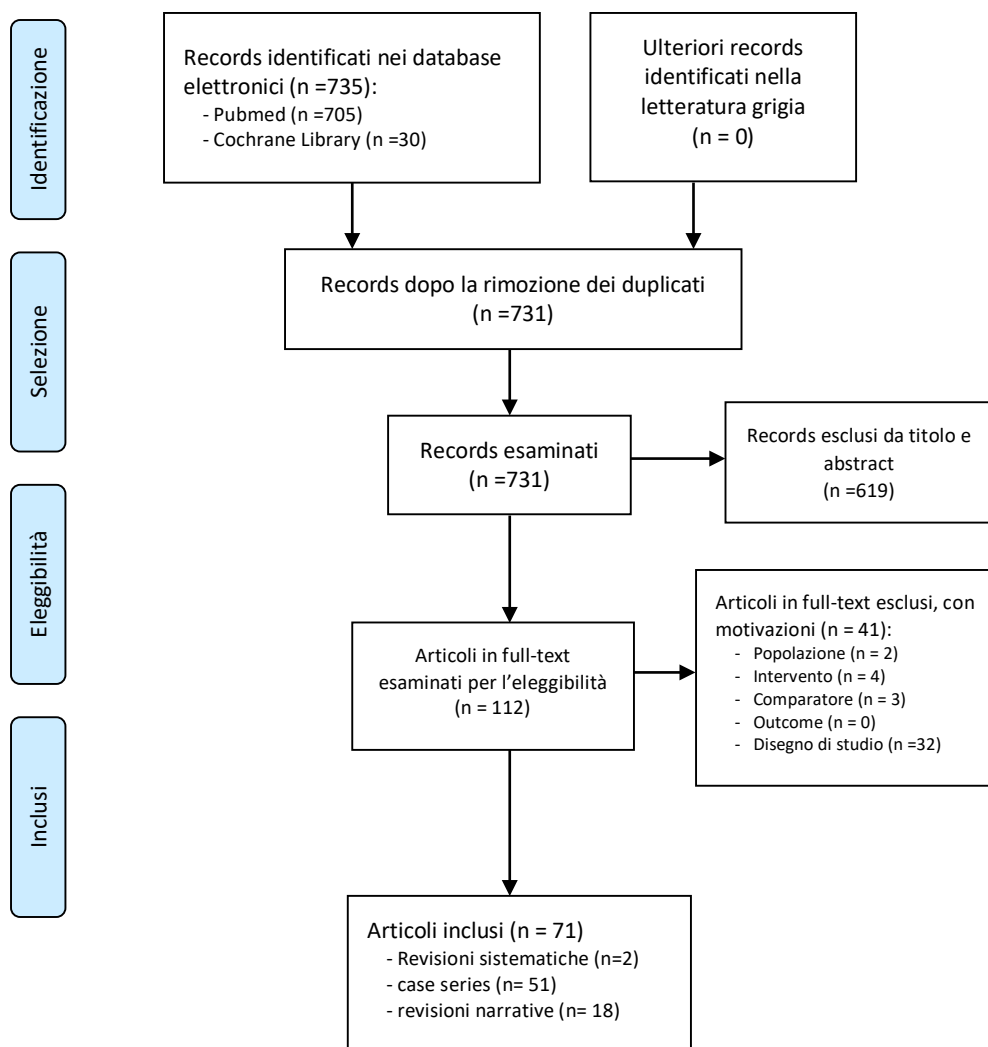 Identificazione
Records identificati nei database
elettronici (n =735):
- Pubmed (n =705)
- Cochrane Library (n =30)
Ulteriori records
identificati nella
letteratura grigia
(n = 0)
Selezione
Records dopo la rimozione dei duplicati
(n =731)
Records esaminati
(n =731)
Records esclusi da titolo e
abstract
(n =619)
Eleggibilità
Articoli in full-text
esaminati per l'eleggibilità
(n = 112)
Articoli in full-text esclusi, con
motivazioni (n = 41):
- Popolazione (n = 2)
- Intervento (n = 4)
- Comparatore (n = 3)
- Outcome (n = 0)
- Disegno di studio (n =32)
Inclusi
Articoli inclusi (n = 71)
- Revisioni sistematiche (n=2)
- case series (n= 51)
- revisioni narrative (n= 18)